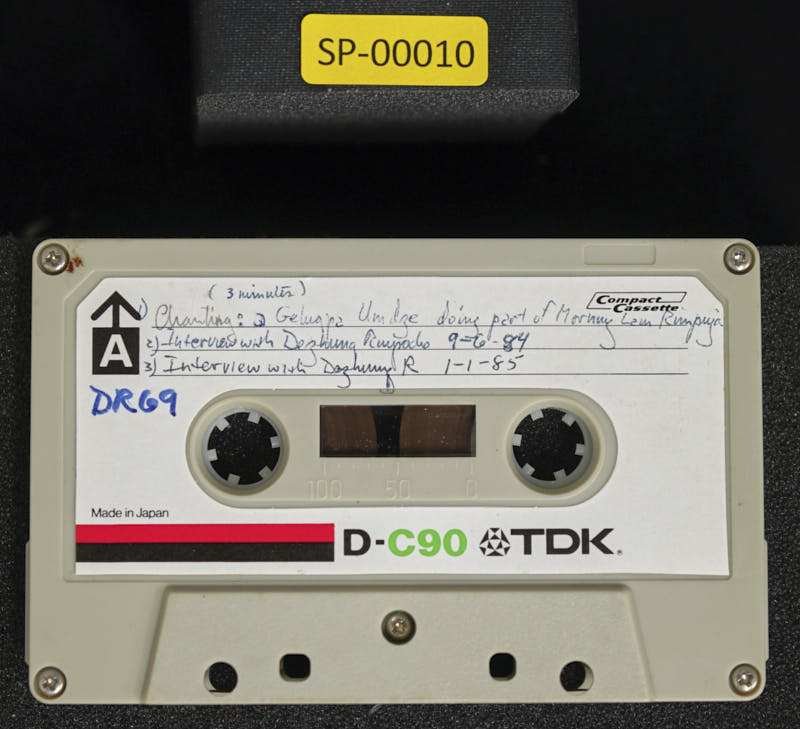 SP-00010
( 3 minutes )
Compact
Cassette
1) Chanting: a Gelugpa Umdze doing part of Morning Lam Rimpuja
2) Interview with Dezhung Rinpoche 9-6-84
A
3) Interview with Dezhung R 1-1-85
DR69
100 50 0
Made in Japan
D-C90 TDK